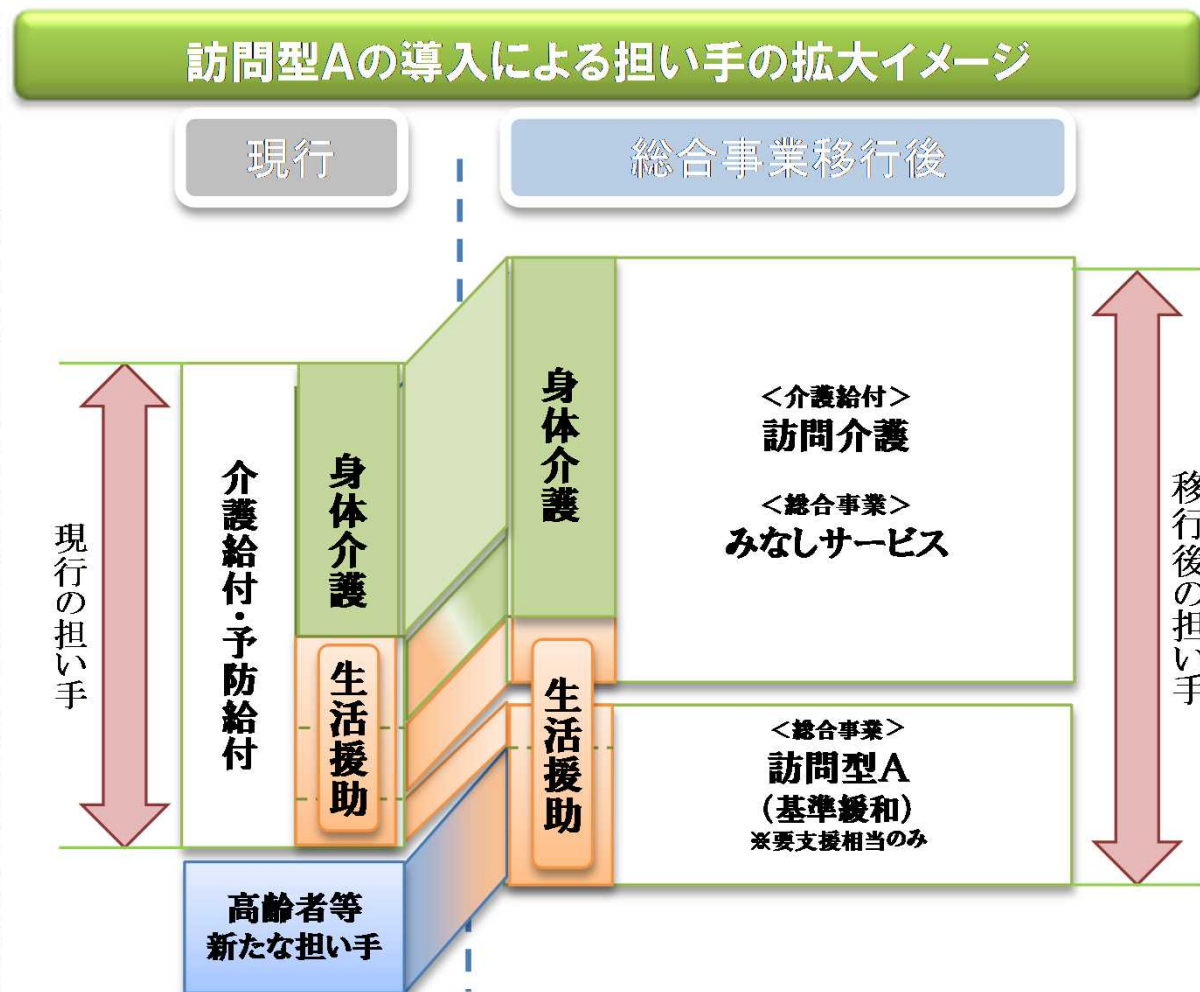 訪問型Aの導入による担い手の拡大イメージ
現行
総合事業移行後
現行の担い手
介護給付・予防給付
身体介護
生活援助
高齢者等
新たな担い手
身体介護
生活援助
＜介護給付＞
訪問介護
＜総合事業＞
みなしサービス
＜総合事業＞
訪問型A
（基準緩和）
※要支援相当のみ
移行後の担い手